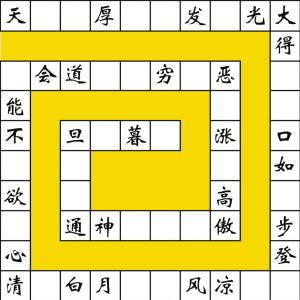 天 厚 发 光 大
得
会 道 穷 恶
能
不 旦 暮 涨 口
如
欲 高
通 神 傲 步
心 登
清 白 月 风 凉